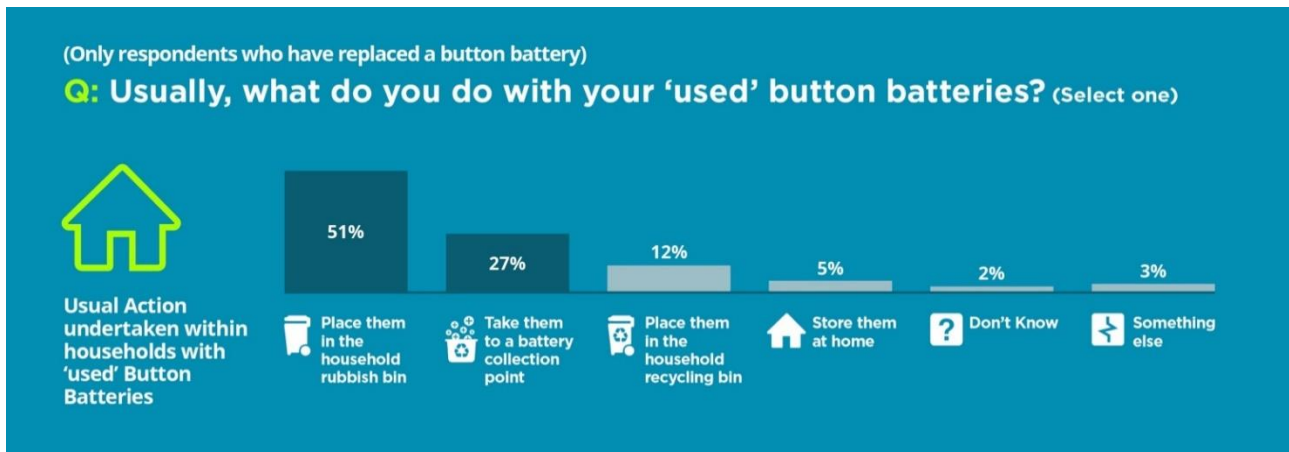 (Only respondents who have replaced a button battery)
Q: Usually, what do you do with your ‘used’ button batteries? (Select one)
51%
27%
12%
5%
2%
3%
Usual Action
undertaken within
households with
‘used’ Button
Batteries
Place them
in the
household
rubbish bin
Take them
to a battery
collection
point
Place them
in the
household
recycling bin
Store them
at home
?
Don’t Know
Something
else